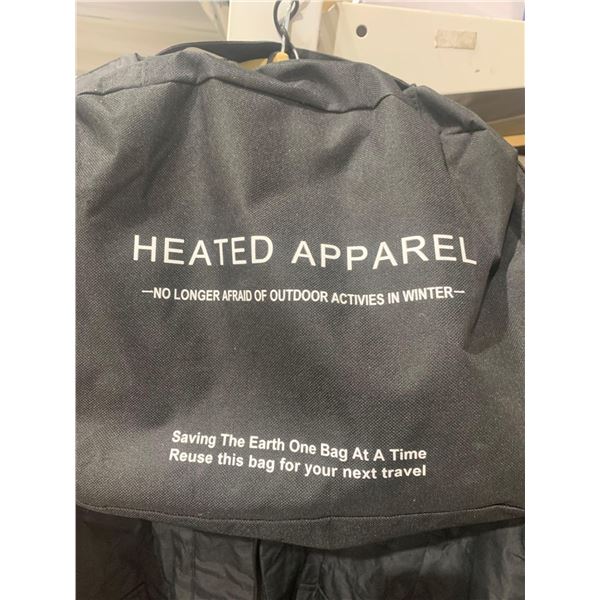 HEATED APPAREL
—NO LONGER AFRAID OF OUTDOOR ACTIVIES IN WINTER—
Saving The Earth One Bag At A Time
Reuse this bag for your next travel